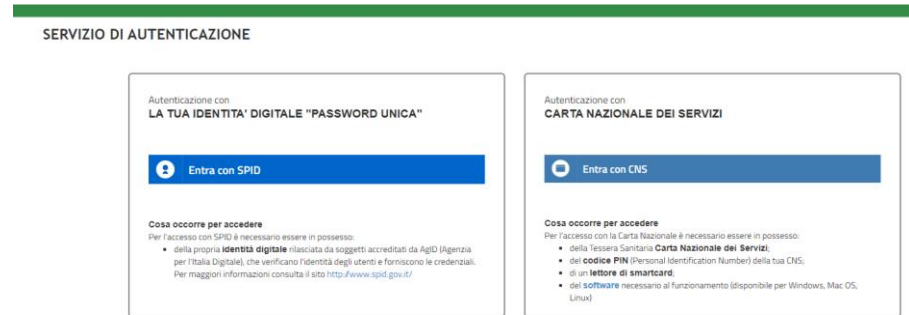 SERVIZIO DI AUTENTICAZIONE
Autenticazione con
LA TUA IDENTITA' DIGITALE "PASSWORD UNICA"
Entra con SPID
Cosa occorre per accedere
Per l'accesso con SPID è necessario essere in possesso:
della propria identità digitale rilasciata da soggetti accreditati da AgID (Agenzia
per l'Italia Digitale), che verificano l'identità degli utenti e forniscono le credenziali.
Per maggiori informazioni consulta il sito http://www.spid.gov.it/
Autenticazione con
CARTA NAZIONALE DEI SERVIZI
Entra con CNS
Cosa occorre per accedere
Per l'accesso con la Carta Nazionale è necessario essere in possesso:
della Tessera Sanitaria Carta Nazionale dei Servizi;
del codice PIN (Personal Identification Number) della tua CNS;
di un lettore di smartcard;
del software necessario al funzionamento (disponibile per Windows, Mac OS,
Linux)